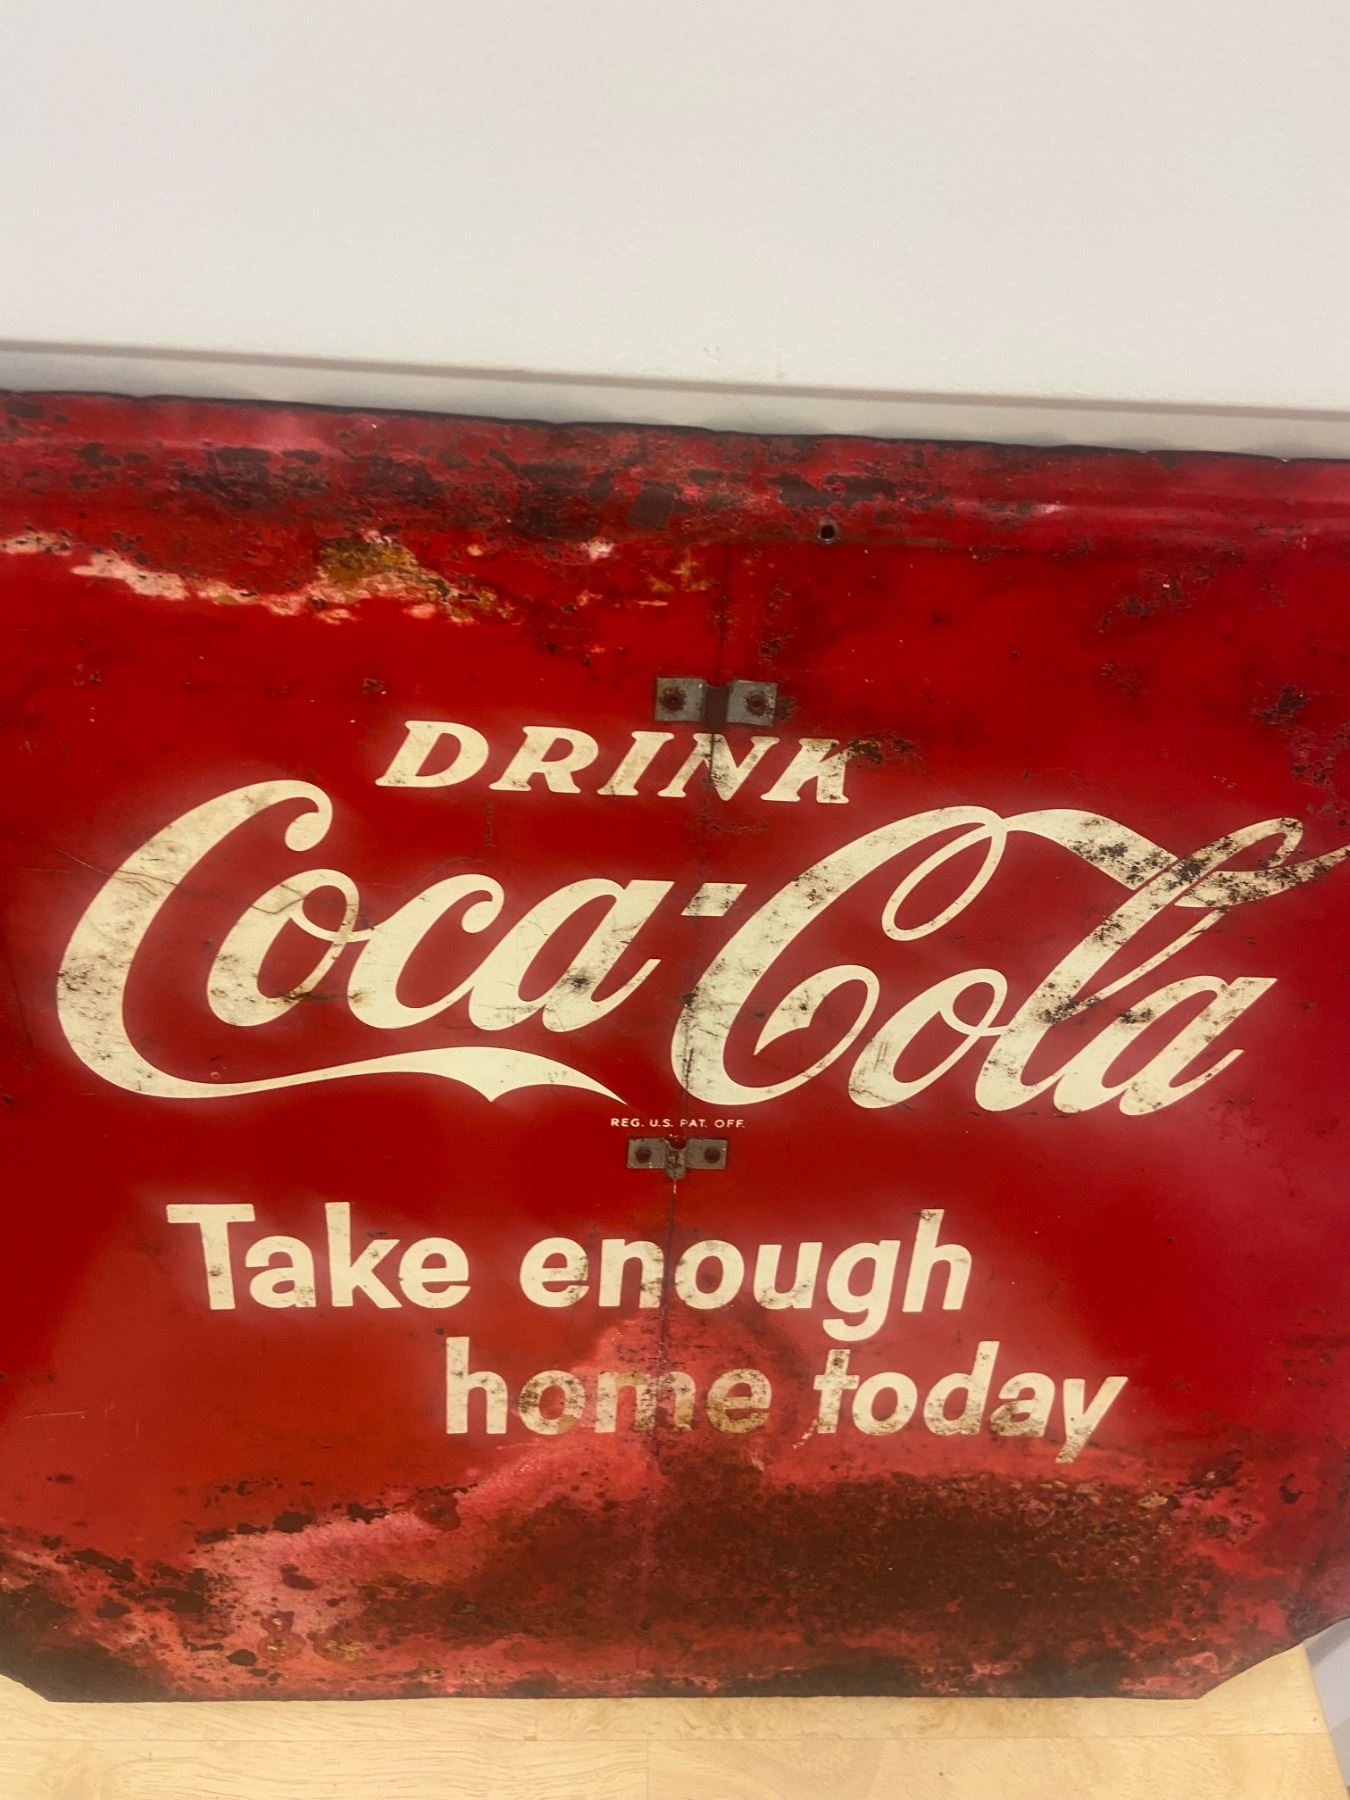 DRINK
Coca-Cola
REG. U.S. PAT. OFF.
Take enough
home today